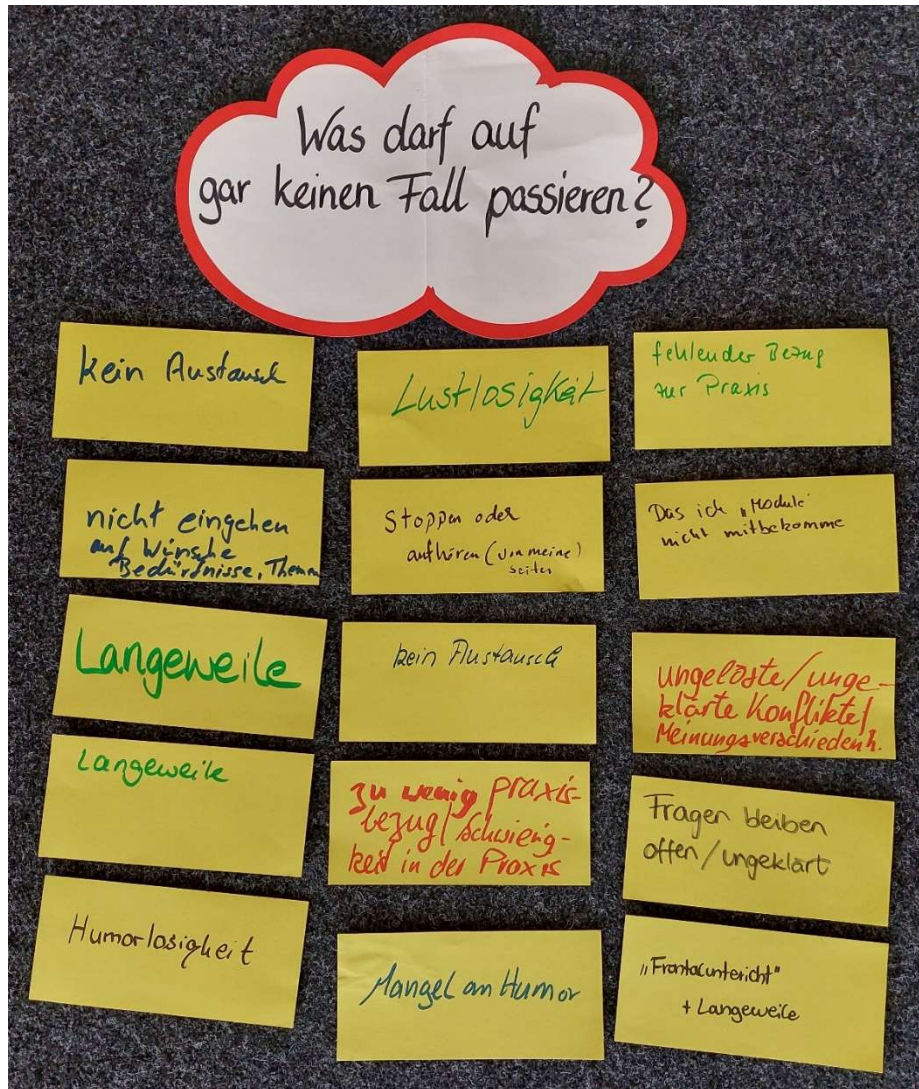 Was darf auf
gar keinen Fall passieren?
kein Austausch
Lustlosigkeit
fehlender Bezug
zur Praxis
nicht eingehen
auf Wünsche
Bedürfnisse, Themen
Stoppen oder
aufhören (von meine)
seiten
Das ich "Module"
nicht mitbekomme
Langeweile
kein Austausch
ungelöste/unge-
klärte Konflikte/
Meinungsverschiedenh.
Langeweile
zu wenig Praxis-
bezug/Schwierig-
keit in der Praxis
Fragen bleiben
offen/ungeklärt
Humorlosigkeit
Mangel an Humor
"Frontalunterricht"
+ Langeweile